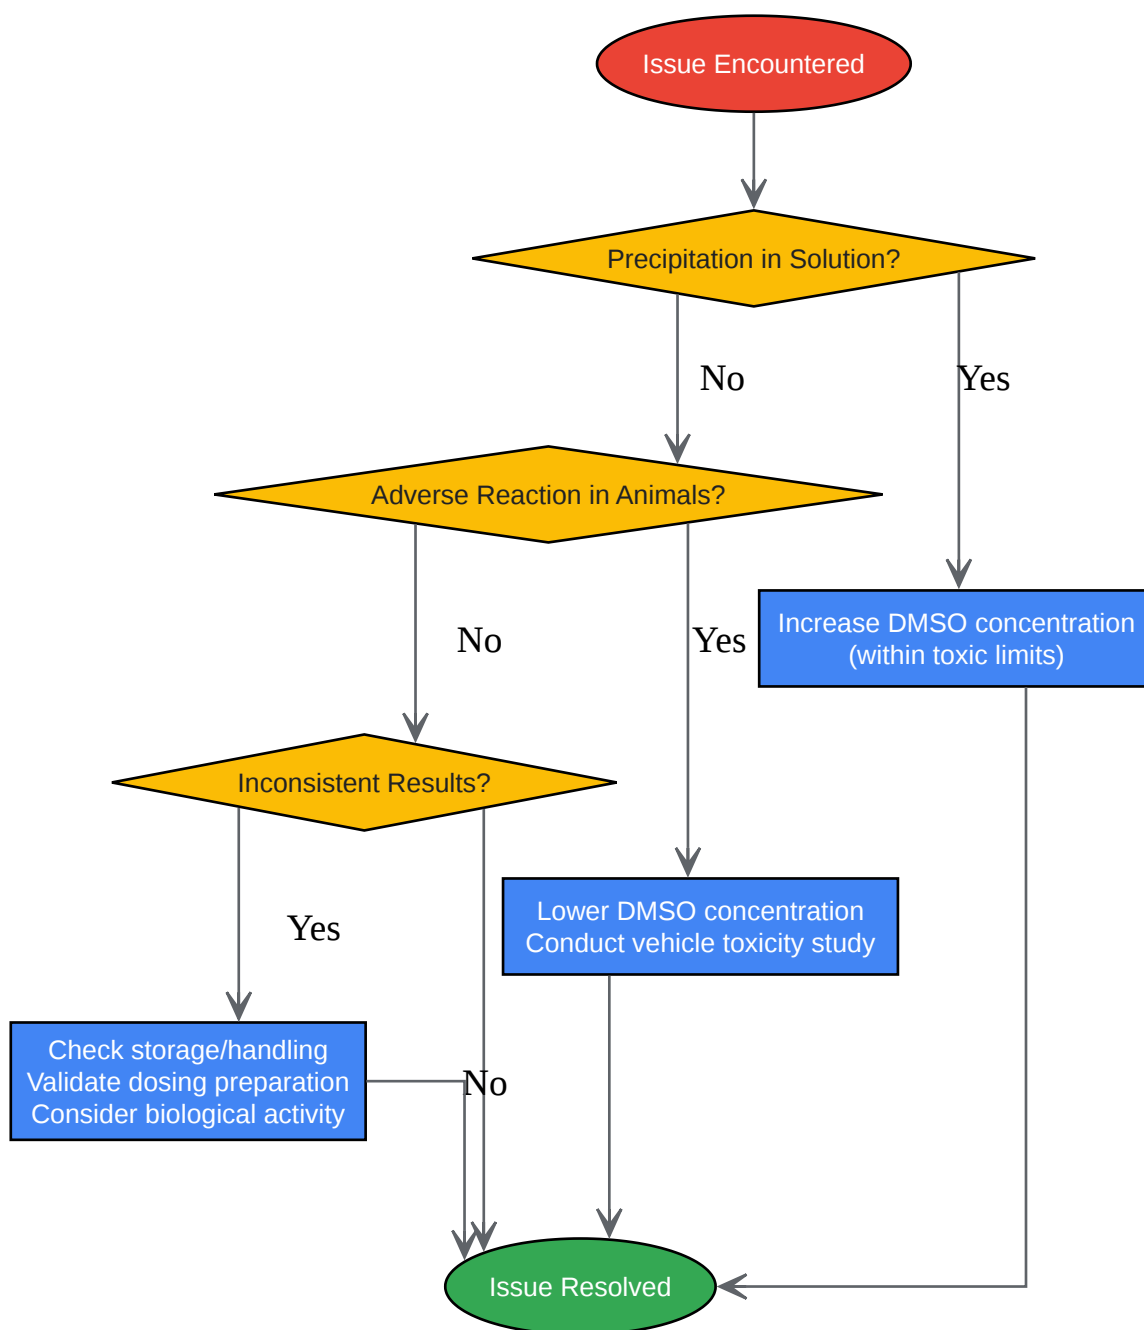 Issue Encountered
Precipitation in Solution?
No
Yes
Adverse Reaction in Animals?
Increase DMSO concentration
(within toxic limits)
No
Yes
Inconsistent Results?
Lower DMSO concentration
Conduct vehicle toxicity study
Yes
Check storage/handling
Validate dosing preparation
Consider biological activity
No
Issue Resolved